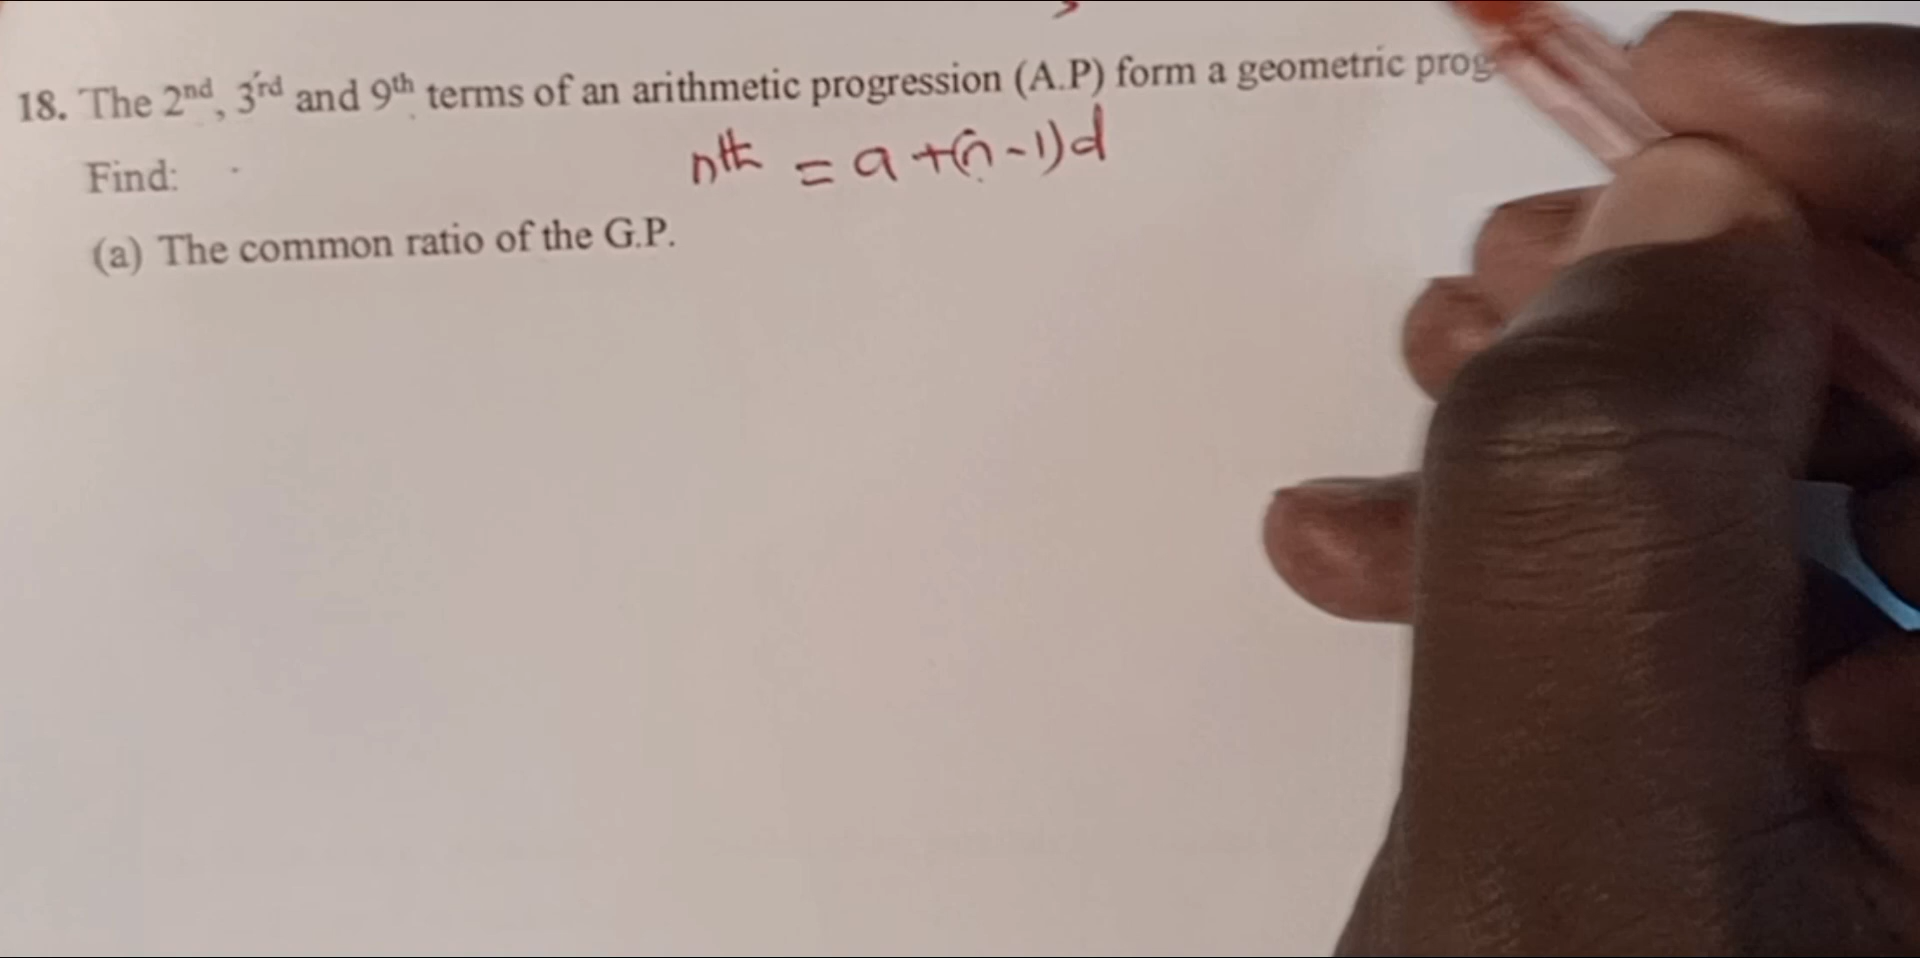 18. The 2nd, 3rd and 9th terms of an arithmetic progression (A.P) form a geometric prog
nth = a + (n - 1)d
Find:
(a) The common ratio of the G.P.